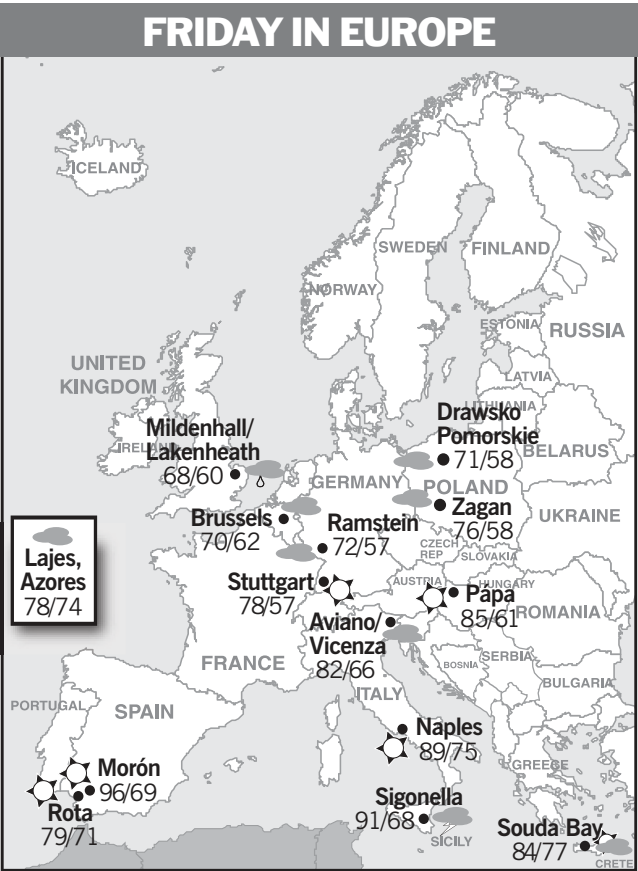 FRIDAY IN EUROPE
ICELAND
SWEDEN
FINLAND
NORWAY
ESTONIA
RUSSIA
UNITED
KINGDOM
LATVIA
LITHUANIA
Drawsko
Pomorskie
71/58
Mildenhall/
Lakenheath
68/60
IRELAND
BELARUS
GERMANY
POLAND
Zagan
76/58
Brussels
70/62
Ramstein
72/57
UKRAINE
CZECH
REP
SLOVAKIA
Lajes,
Azores
78/74
Stuttgart
78/57
AUSTRIA
HUNGARY
Pápa
85/61
ROMANIA
Aviano/
Vicenza
82/66
FRANCE
BOSNIA
SERBIA
ITALY
BULGARIA
PORTUGAL
SPAIN
Naples
89/75
Morón
96/69
GREECE
Rota
79/71
Sigonella
91/68
SICILY
Souda Bay
84/77
CRETE